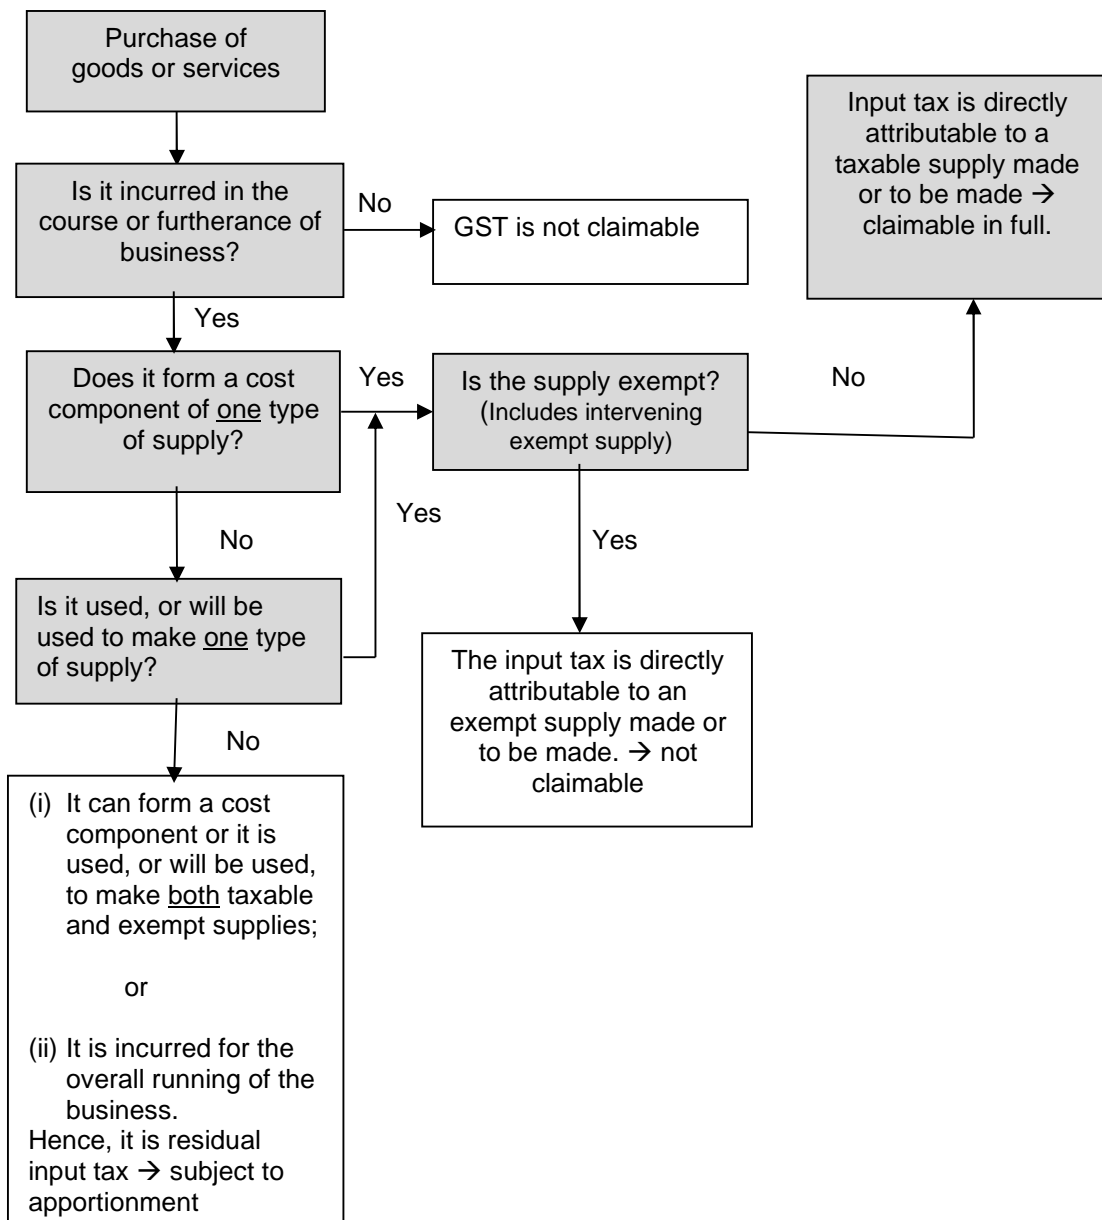 Purchase of
goods or services
Is it incurred in the
course or furtherance of
business?
No
GST is not claimable
Input tax is directly
attributable to a
taxable supply made
or to be made →
claimable in full.
Yes
Does it form a cost
component of one type
of supply?
Yes
Is the supply exempt?
(Includes intervening
exempt supply)
No
Yes
No
Yes
Is it used, or will be
used to make one type
of supply?
The input tax is directly
attributable to an
exempt supply made or
to be made. → not
claimable
No
(i) It can form a cost
component or it is
used, or will be used,
to make both taxable
and exempt supplies;
or
(ii) It is incurred for the
overall running of the
business.
Hence, it is residual
input tax → subject to
apportionment